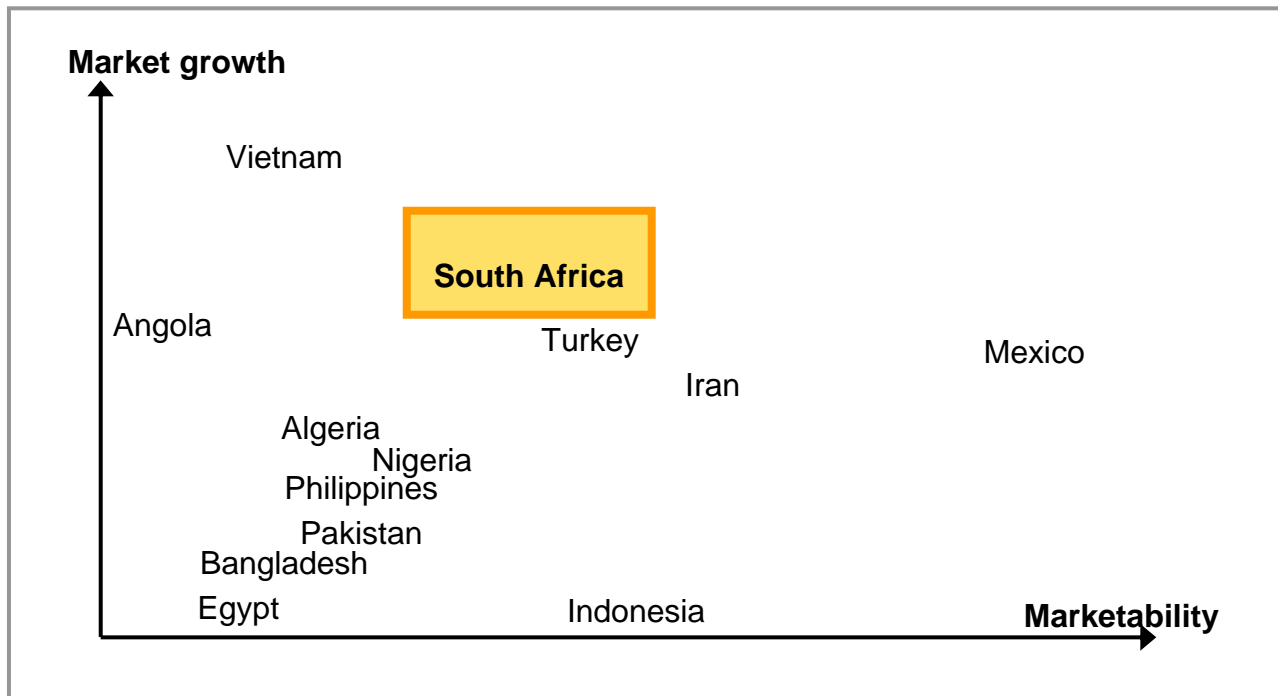 Market growth
Vietnam
South Africa
Angola
Turkey
Mexico
Iran
Algeria
Nigeria
Philippines
Pakistan
Bangladesh
Egypt
Indonesia
Marketability